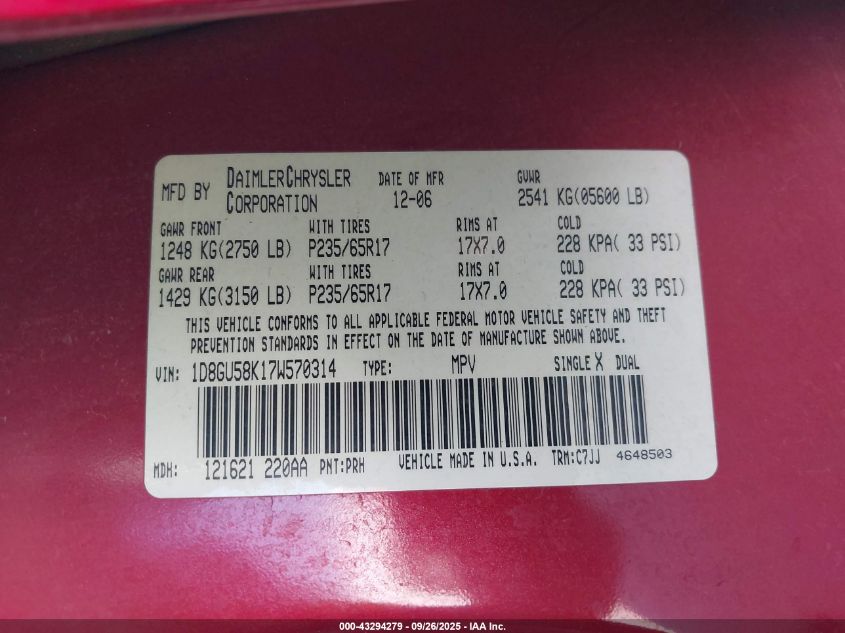 MFD BY DAIMLERCHRYSLER CORPORATION DATE OF MFR 12-06 GVWR 2541 KG(05600 LB)
GAWR FRONT WITH TIRES RIMS AT COLD
1248 KG(2750 LB) P235/65R17 17X7.0 228 KPA( 33 PSI)
GAWR REAR WITH TIRES RIMS AT COLD
1429 KG(3150 LB) P235/65R17 17X7.0 228 KPA( 33 PSI)
THIS VEHICLE CONFORMS TO ALL APPLICABLE FEDERAL MOTOR VEHICLE SAFETY AND THEFT
PREVENTION STANDARDS IN EFFECT ON THE DATE OF MANUFACTURE SHOWN ABOVE.
VIN: 1D8GU58K17W570314 TYPE: MPV SINGLE X DUAL
MDH: 121621 220AA PNT:PRH VEHICLE MADE IN U.S.A. TRM:C7JJ 4648503
000-43294279 - 09/26/2025 - IAA Inc.